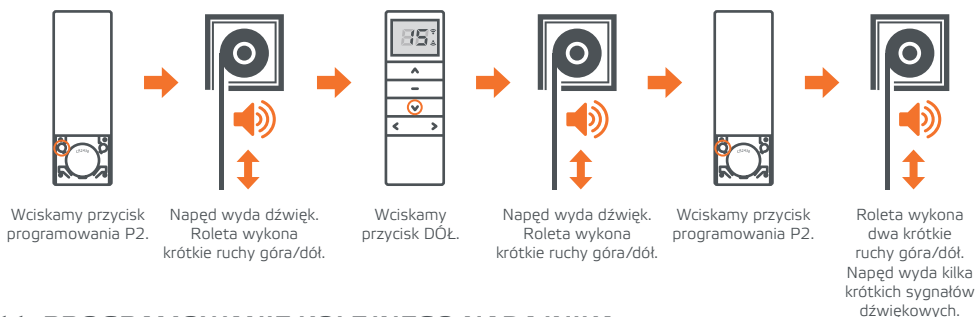 15
Wciskamy przycisk
programowania P2.
Napęd wyda dźwięk.
Roleta wykona
krótkie ruchy góra/dół.
Wciskamy
przycisk DÓŁ.
Napęd wyda dźwięk.
Roleta wykona
krótkie ruchy góra/dół.
Wciskamy przycisk
programowania P2.
Roleta wykona
dwa krótkie
ruchy góra/dół.
Napęd wyda kilka
krótkich sygnałów
dźwiękowych.